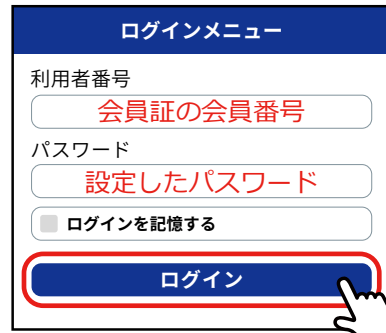 ログインメニュー
利用者番号
会員証の会員番号
パスワード
設定したパスワード
ログインを記憶する
ログイン